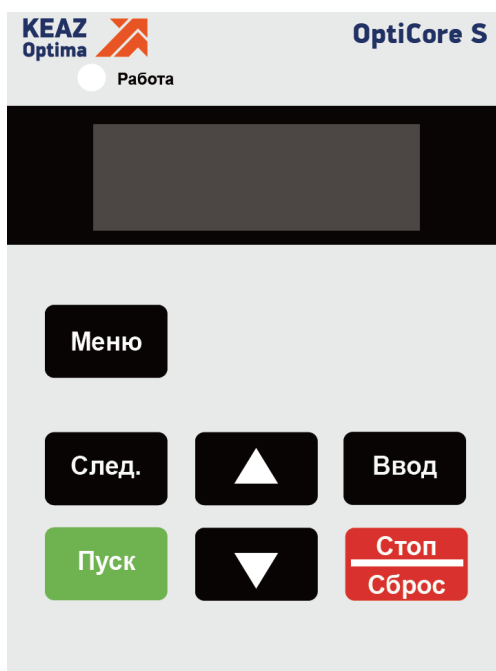 KEAZ
Optima
OptiCore S
Работа
Меню
След.
Ввод
Пуск
Стоп
Сброс